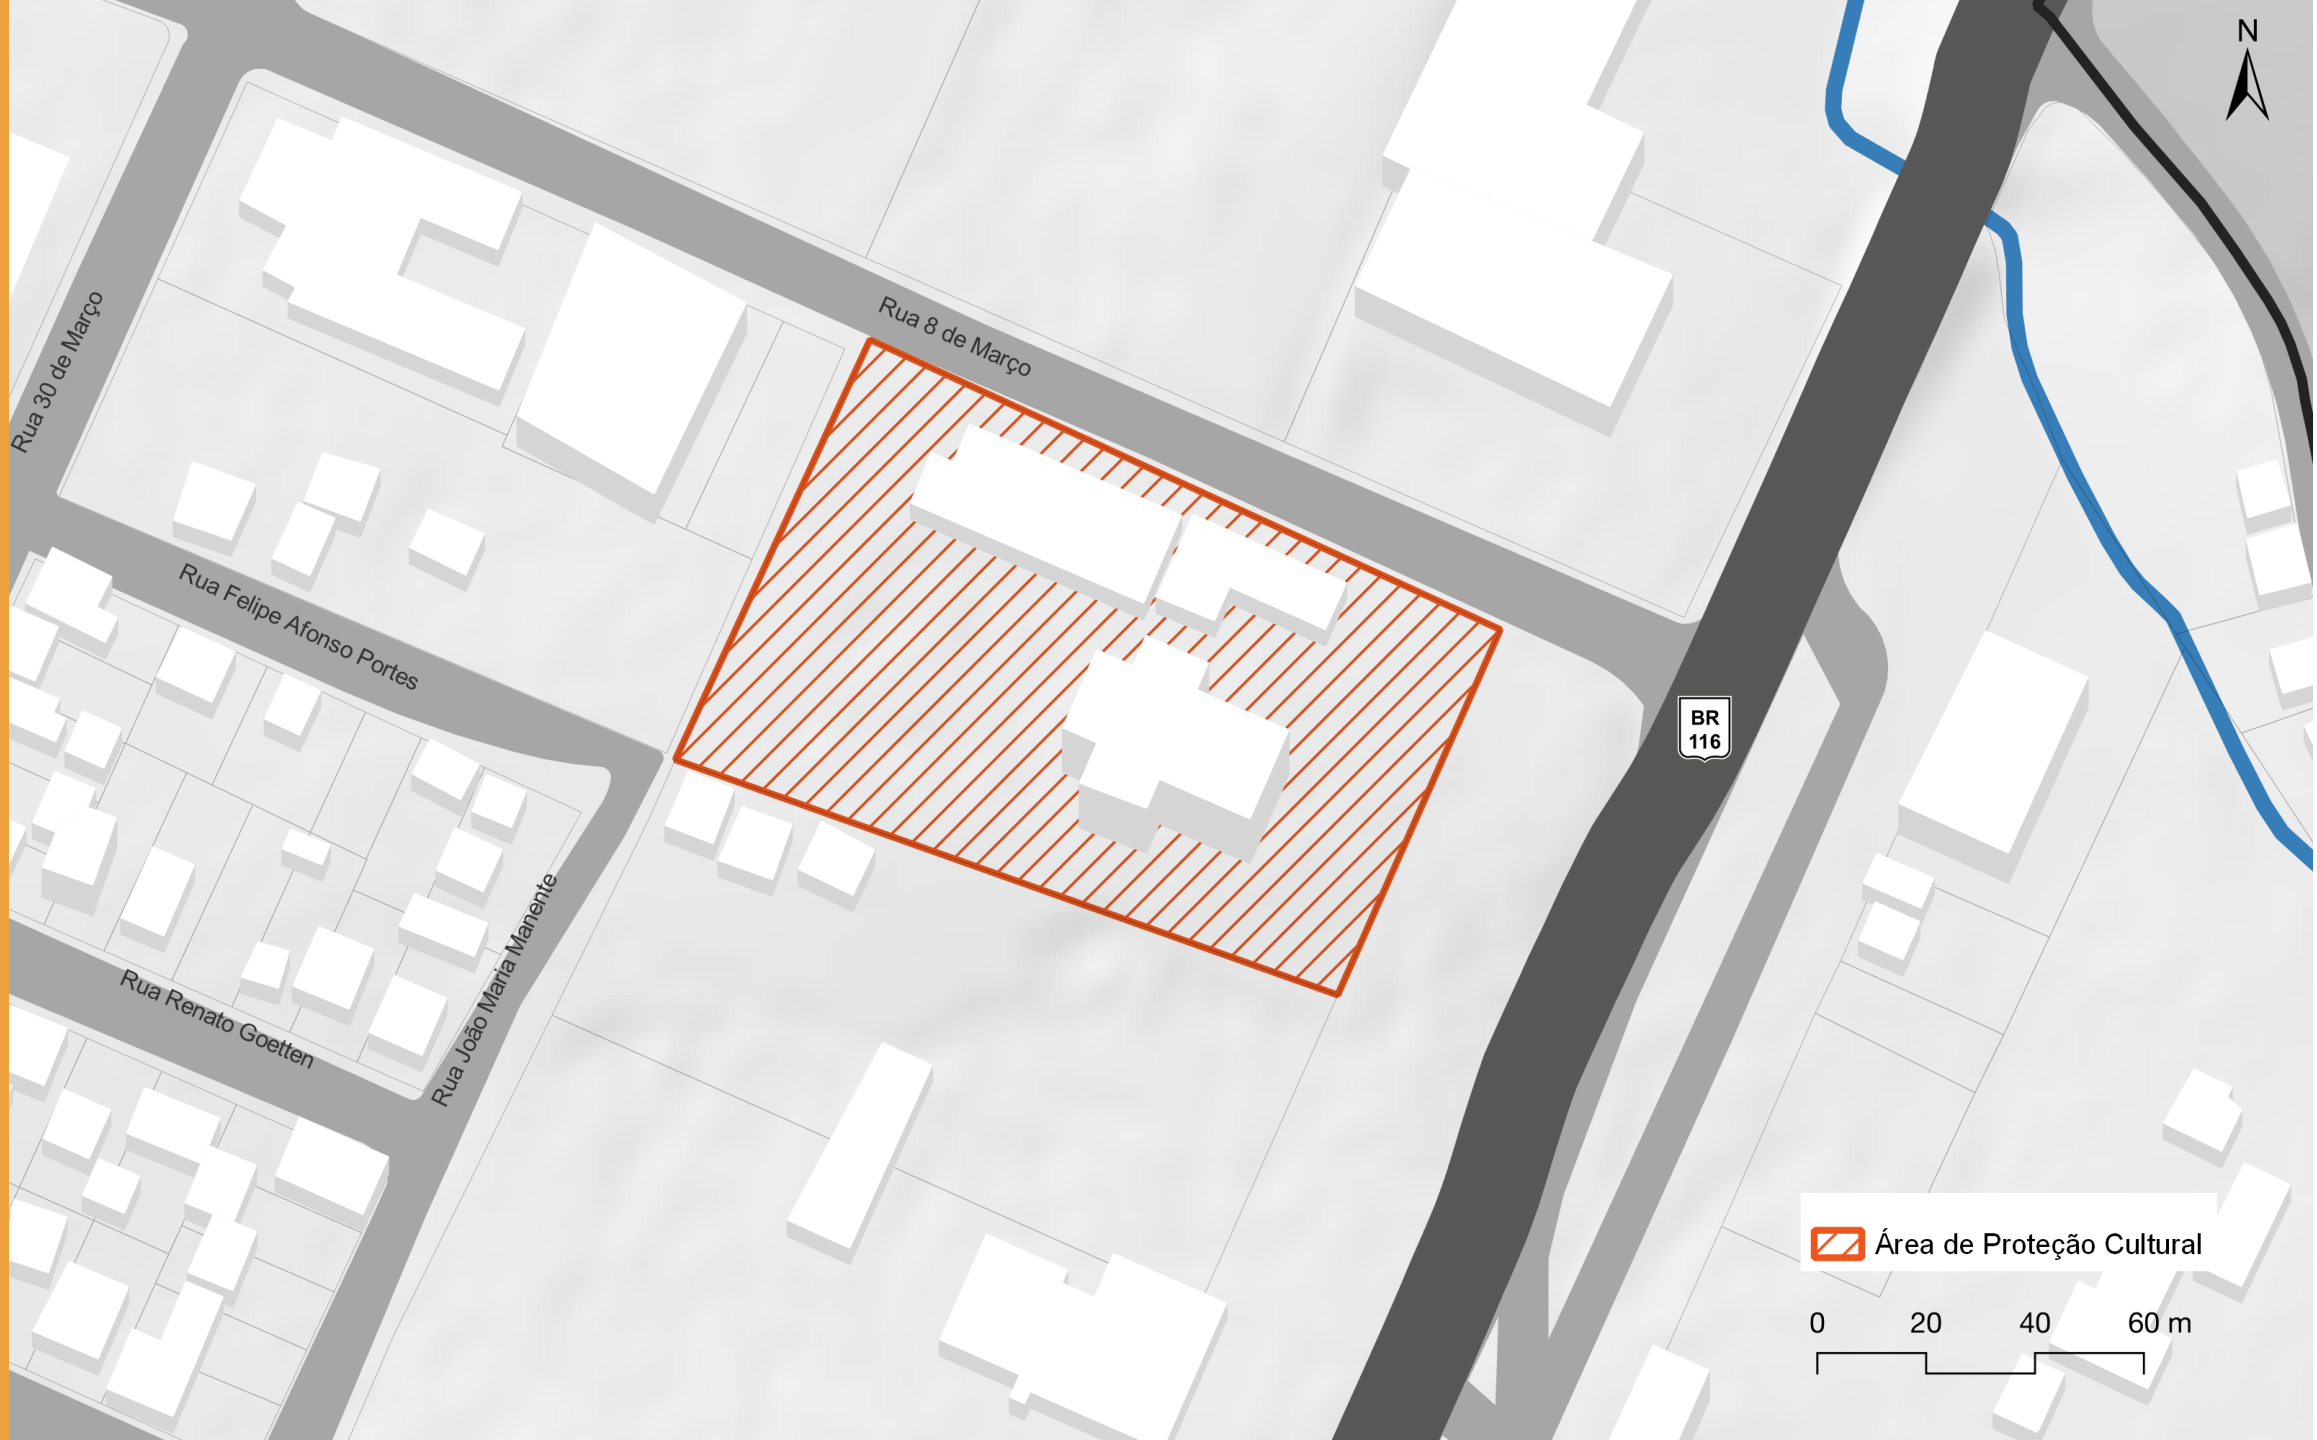 N
Rua 8 de Março
Rua 30 de Março
Rua Felipe Afonso Portes
BR
116
Rua João Maria Manente
Rua Renato Goetten
Área de Proteção Cultural
0 20 40 60 m